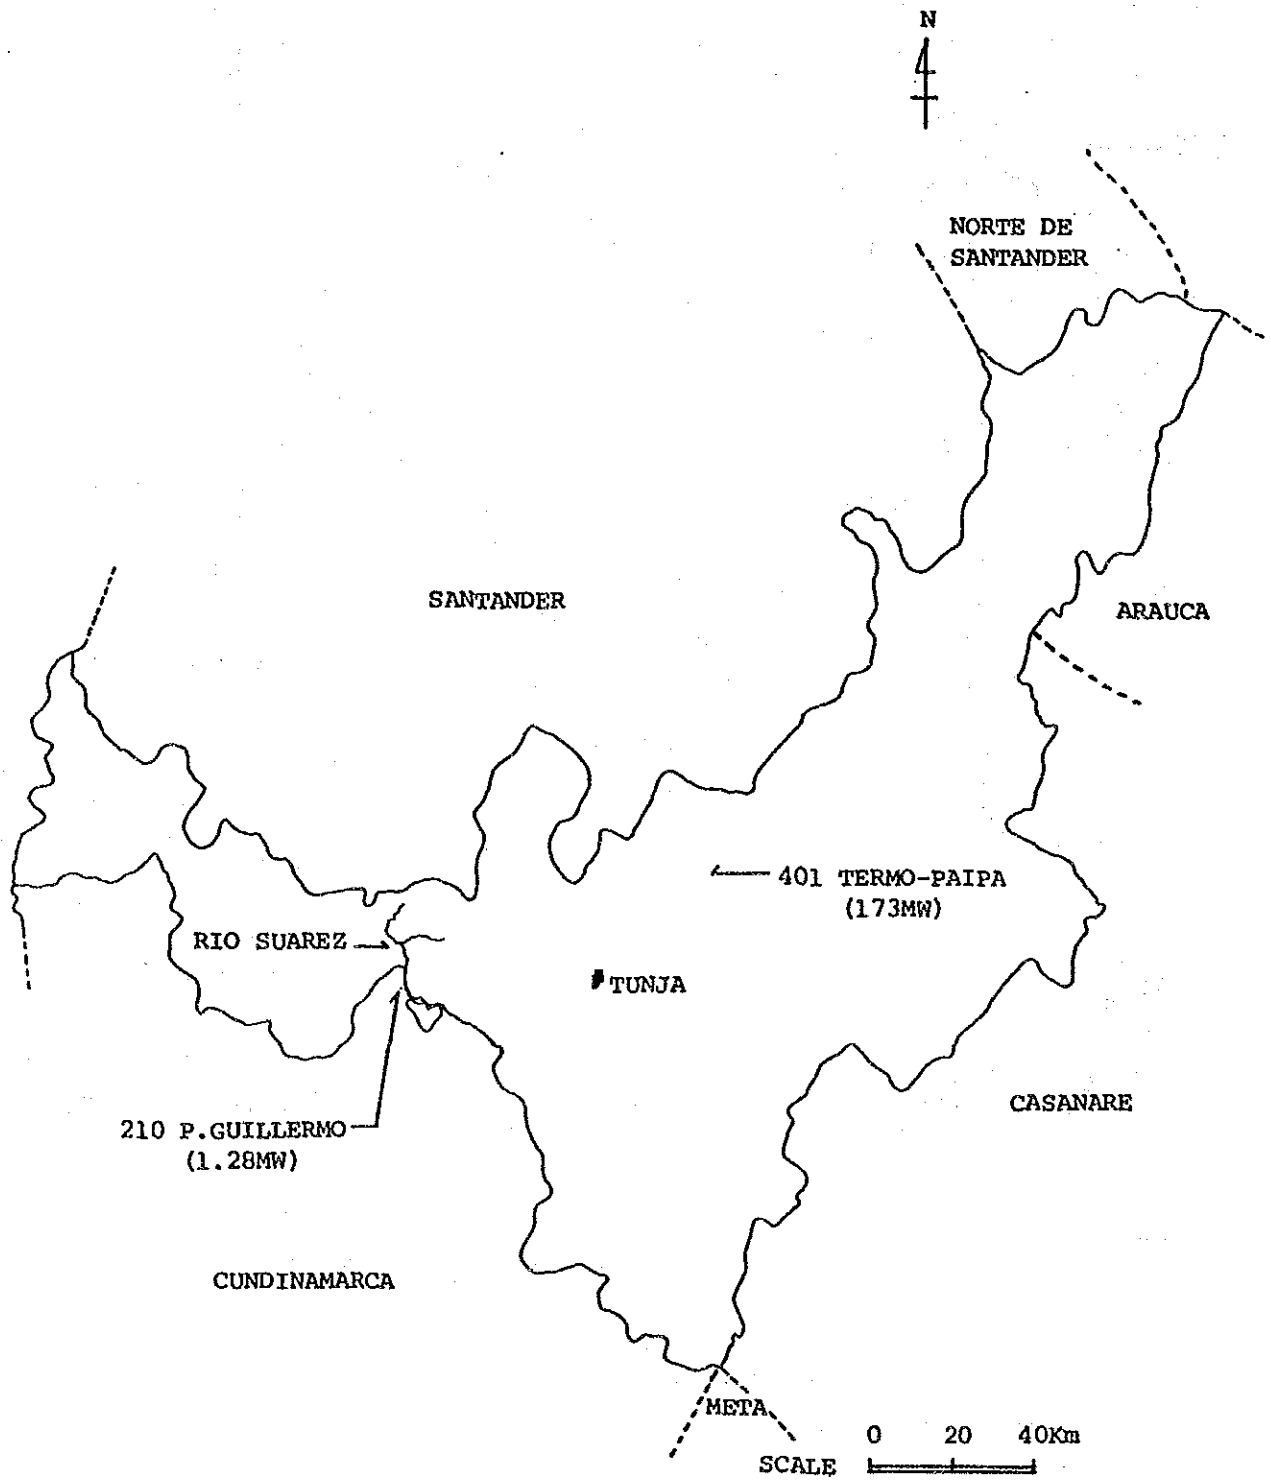 N
NORTE DE
SANTANDER
SANTANDER
ARAUCA
401 TERMO-PAIPA
(173MW)
RIO SUAREZ
TUNJA
CASANARE
210 P.GUILLERMO
(1.28MW)
CUNDINAMARCA
META
0 20 40Km
SCALE